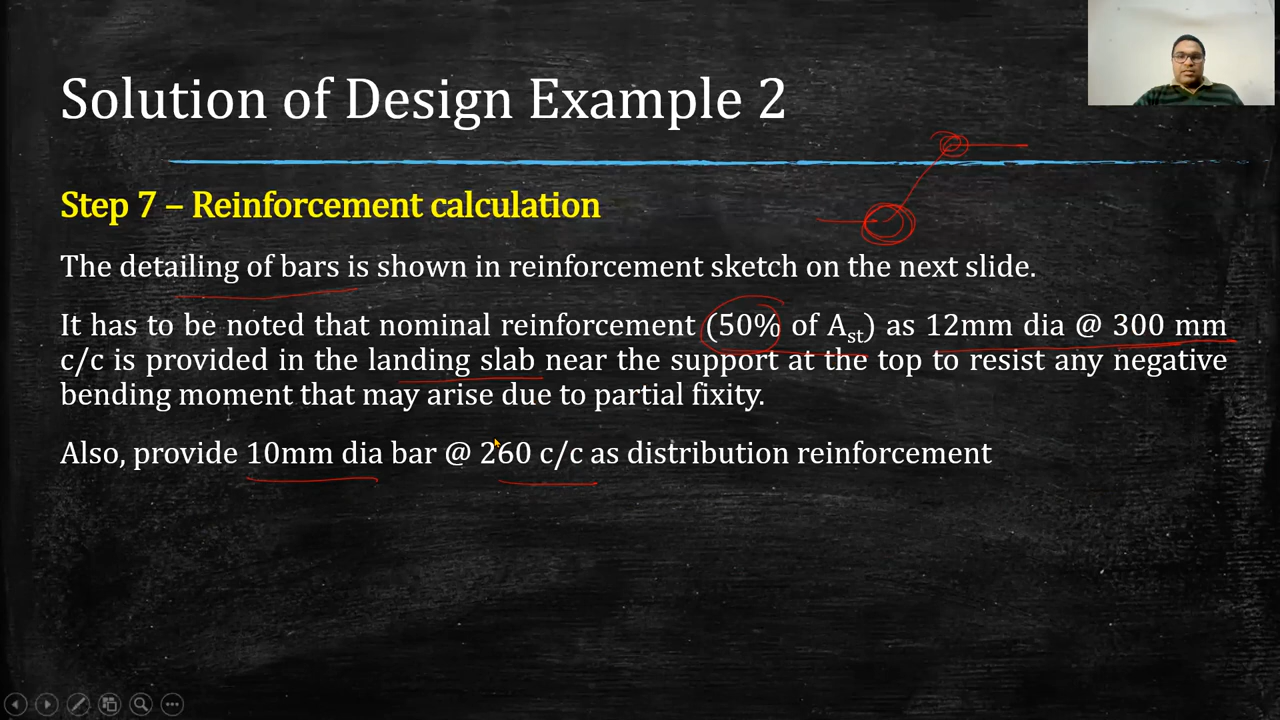 Solution of Design Example 2
Step 7 – Reinforcement calculation
The detailing of bars is shown in reinforcement sketch on the next slide.
It has to be noted that nominal reinforcement (50% of Ast) as 12mm dia @ 300 mm
c/c is provided in the landing slab near the support at the top to resist any negative
bending moment that may arise due to partial fixity.
Also, provide 10mm dia bar @ 260 c/c as distribution reinforcement